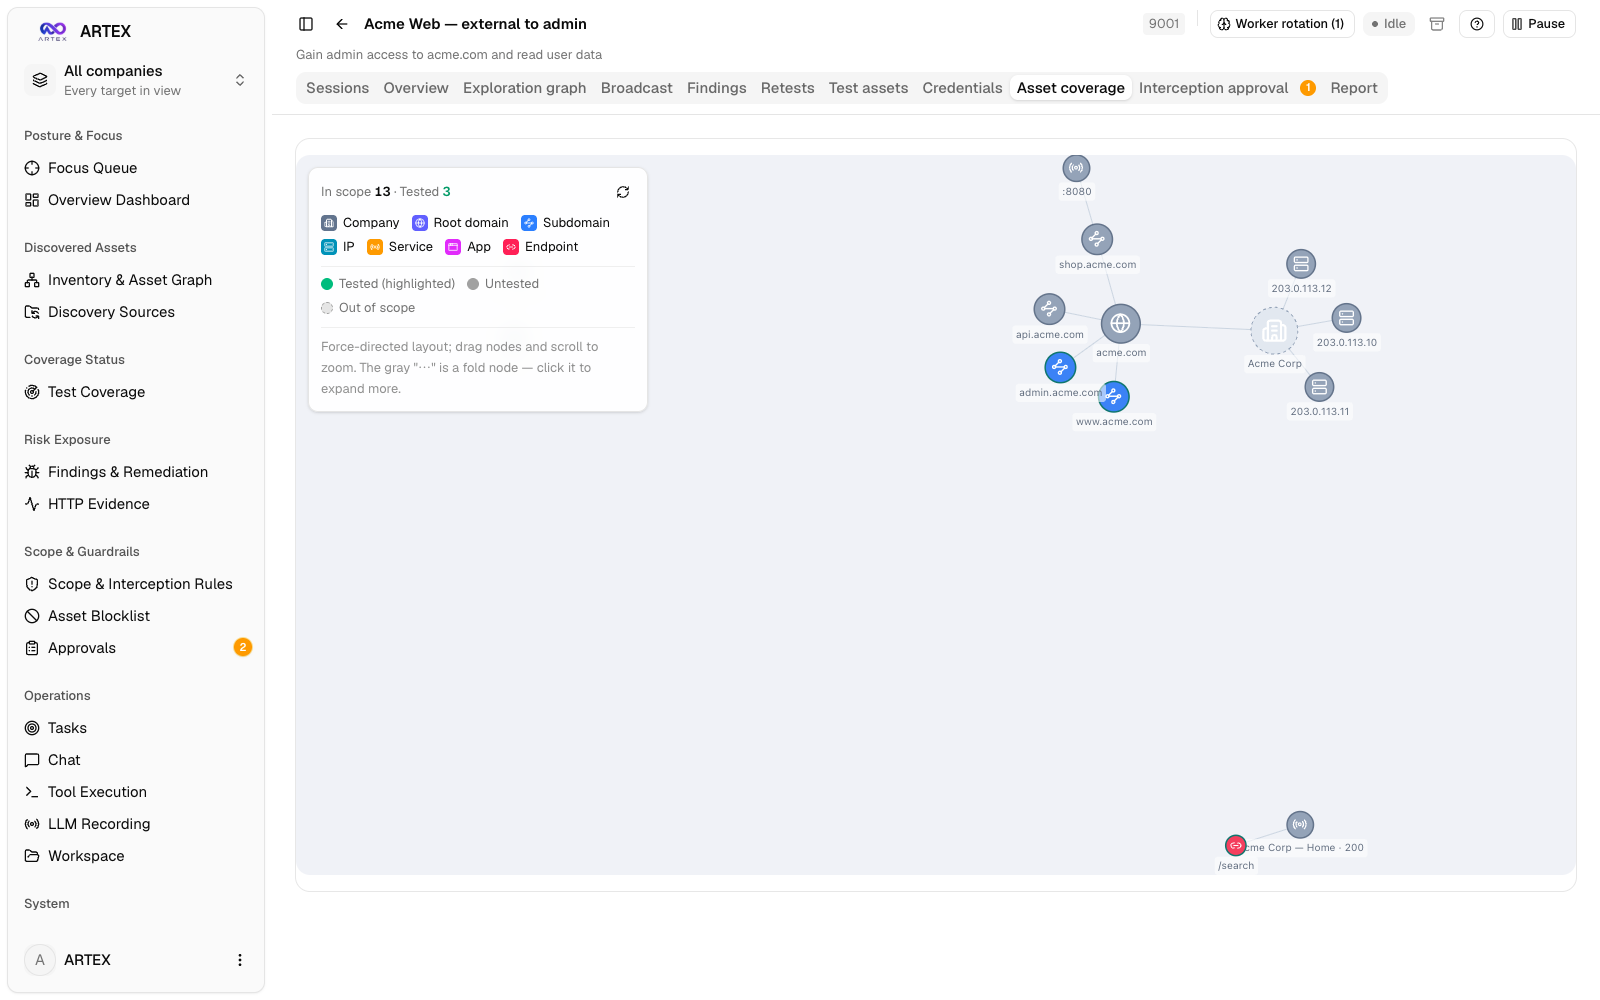 ARTEX
ARTEX
All companies
Every target in view
Posture & Focus
Focus Queue
Overview Dashboard
Discovered Assets
Inventory & Asset Graph
Discovery Sources
Coverage Status
Test Coverage
Risk Exposure
Findings & Remediation
HTTP Evidence
Scope & Guardrails
Scope & Interception Rules
Asset Blocklist
Approvals 2
Operations
Tasks
Chat
Tool Execution
LLM Recording
Workspace
System
A ARTEX
Acme Web — external to admin
9001 Worker rotation (1) Idle Pause
Gain admin access to acme.com and read user data
Sessions Overview Exploration graph Broadcast Findings Retests Test assets Credentials Asset coverage Interception approval 1 Report
In scope 13 · Tested 3
Company Root domain Subdomain
IP Service App Endpoint
Tested (highlighted) Untested
Out of scope
Force-directed layout; drag nodes and scroll to
zoom. The gray "···" is a fold node — click it to
expand more.
:8080
shop.acme.com
203.0.113.12
api.acme.com
acme.com
203.0.113.10
Acme Corp
admin.acme.com
203.0.113.11
www.acme.com
cme Corp — Home · 200
/search